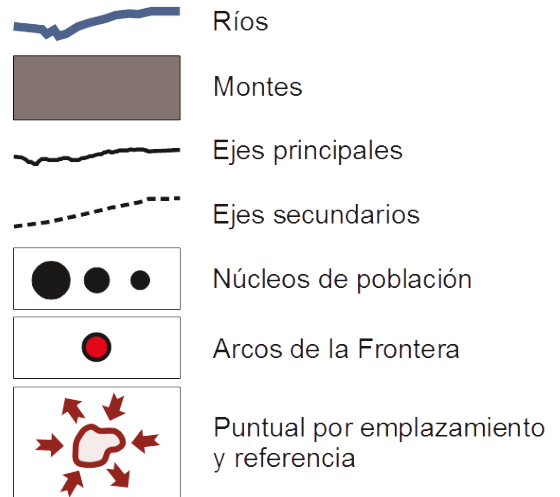 Ríos
Montes
Ejes principales
Ejes secundarios
Núcleos de población
Arcos de la Frontera
Puntual por emplazamiento
y referencia